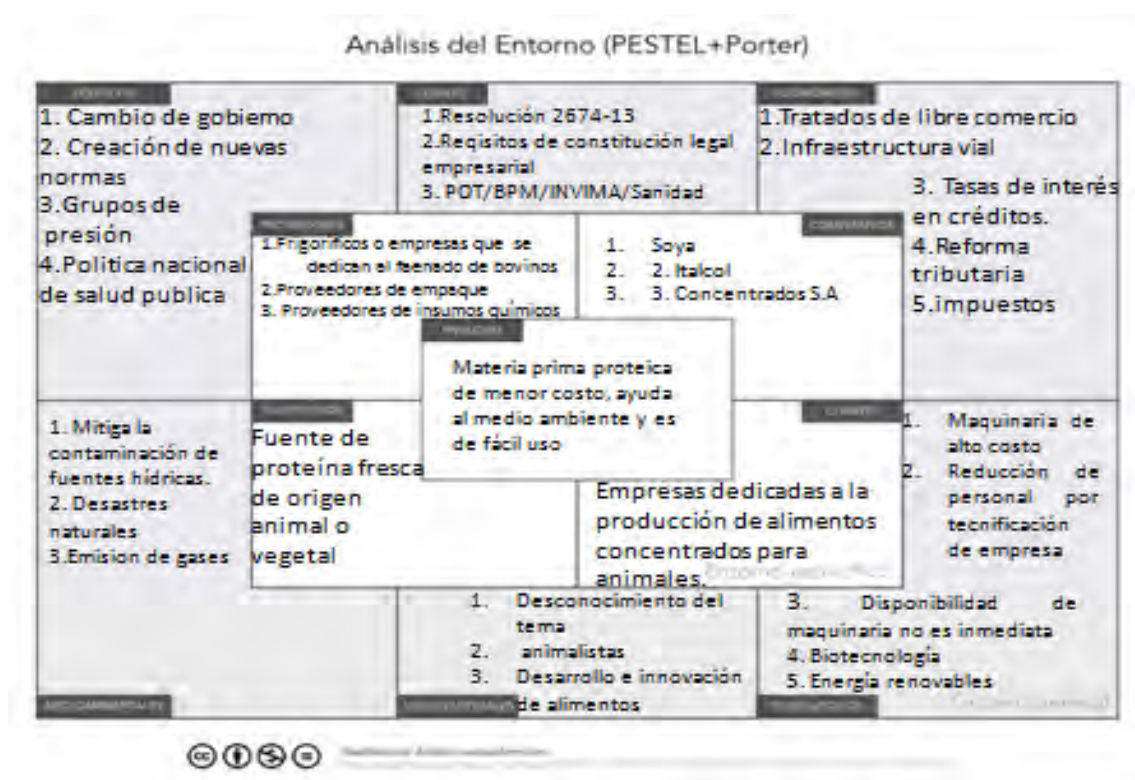 Análisis del Entorno (PESTEL+Porter)
1. Cambio de gobierno
2. Creación de nuevas
normas
3.Grupos de
presión
4.Politica nacional
de salud publica
1.Resolución 2674-13
2.Reqisitos de constitución legal
empresarial
3. POT/BPM/INVIMA/Sanidad
1.Tratados de libre comercio
2.Infraestructura vial
3. Tasas de interés
en créditos.
4.Reforma
tributaria
5.impuestos
1.Frigoríficos o empresas que se
dedican al faenado de bovinos
2.Proveedores de empaque
3. Proveedores de insumos químicos
1. Soya
2. 2. Italcol
3. 3. Concentrados S.A
Materia prima proteica
de menor costo, ayuda
al medio ambiente y es
de fácil uso
1. Mitiga la
contaminación de
fuentes hídricas.
2. Desastres
naturales
3.Emision de gases
Fuente de
proteína fresca
de origen
animal o
vegetal
CLIENTES
Empresas dedicadas a la
producción de alimentos
concentrados para
animales.
1. Maquinaria de
alto costo
2. Reducción de
personal por
tecnificación
de empresa
3. Disponibilidad de
maquinaria no es inmediata
4. Biotecnología
5. Energía renovables
1. Desconocimiento del
tema
2. animalistas
3. Desarrollo e innovación
de alimentos